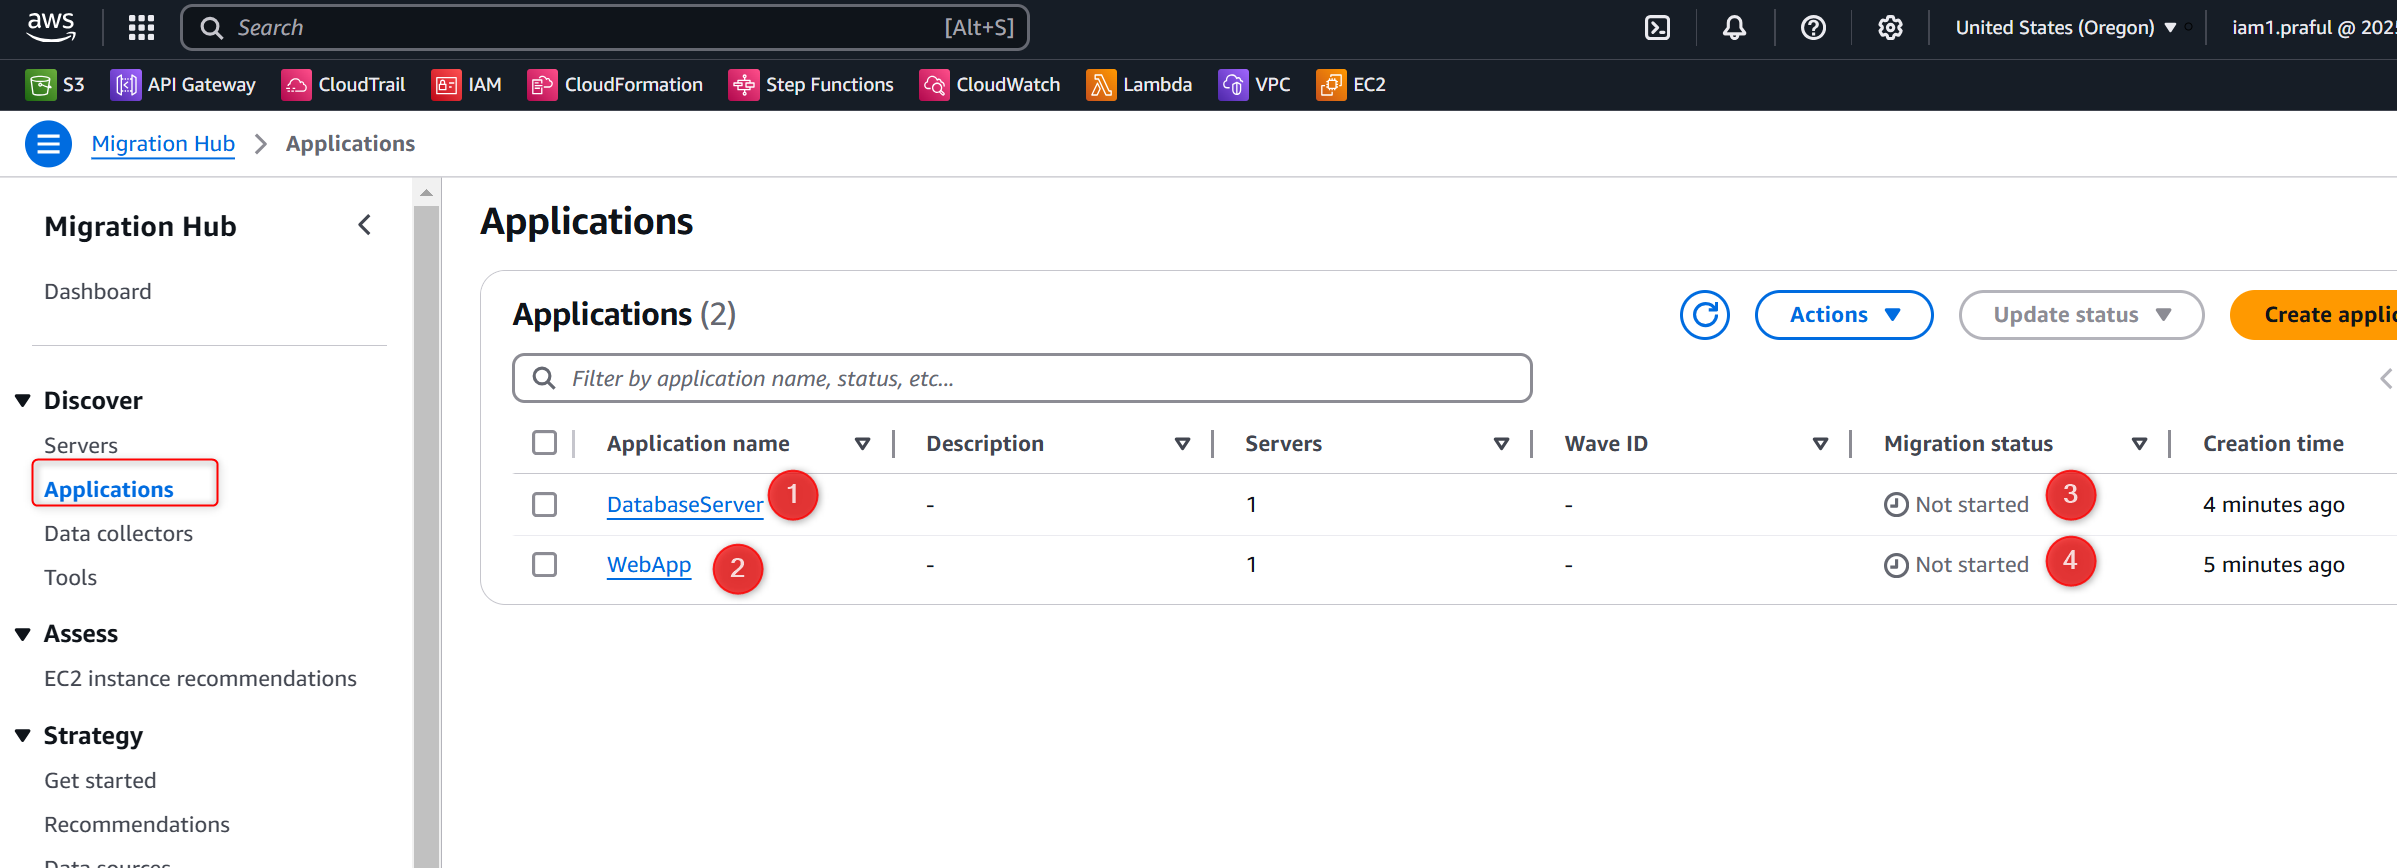 aws Search [Alt+S] United States (Oregon) iam1.praful @ 202
S3 API Gateway CloudTrail IAM CloudFormation Step Functions CloudWatch Lambda VPC EC2
Migration Hub > Applications
Migration Hub
Dashboard
Discover
Servers
Applications
Data collectors
Tools
Assess
EC2 instance recommendations
Strategy
Get started
Recommendations
Data sources
Applications
Applications (2)
Actions
Update status
Create applic
Filter by application name, status, etc...
Application name Description Servers Wave ID Migration status Creation time
DatabaseServer 1 - 1 - Not started 3 4 minutes ago
WebApp 2 - 1 - Not started 4 5 minutes ago